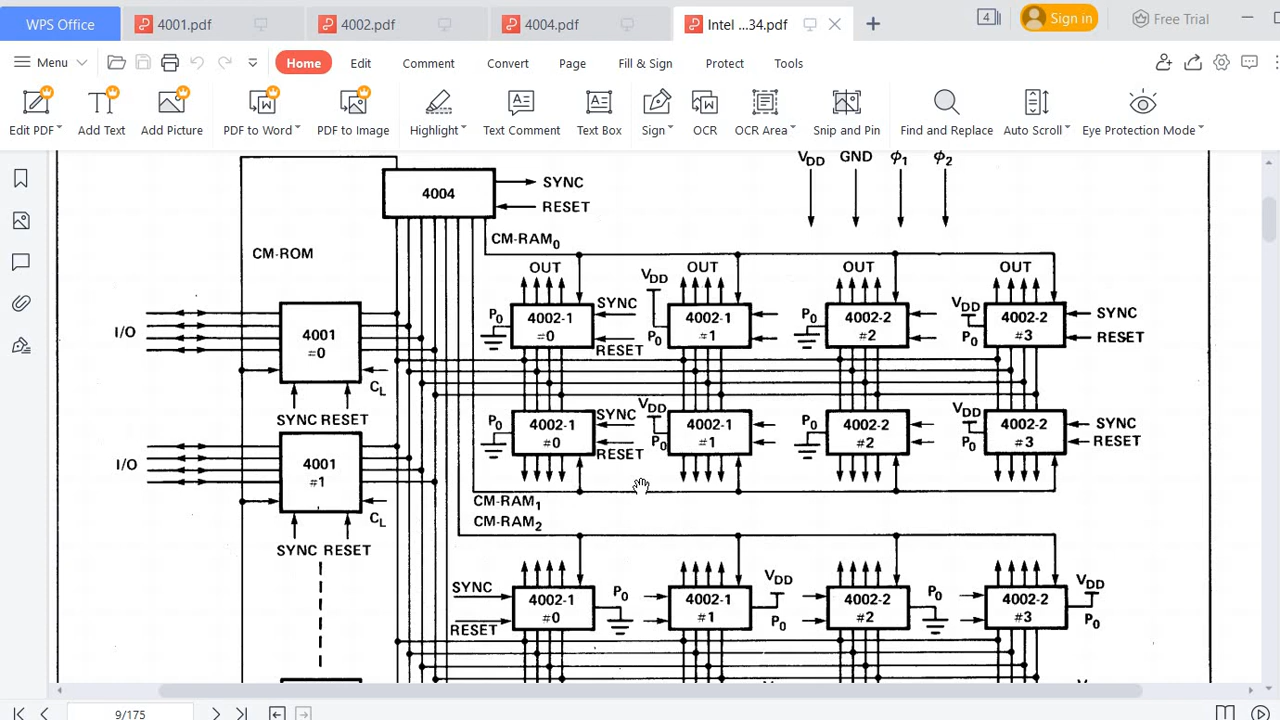 WPS Office
4001.pdf
4002.pdf
4004.pdf
Intel ...34.pdf
4
Sign in
Free Trial
Menu
Home
Edit
Comment
Convert
Page
Fill & Sign
Protect
Tools
Edit PDF
Add Text
Add Picture
PDF to Word
PDF to Image
Highlight
Text Comment
Text Box
Sign
OCR
OCR Area
Snip and Pin
Find and Replace
Auto Scroll
Eye Protection Mode
VDD GND ϕ1 ϕ2
4004
SYNC
RESET
CM-RAM0
CM-ROM
OUT
VDD
OUT
OUT
OUT
I/O
4001
=0
CL
SYNC RESET
P0
4002-1
#0
SYNC
RESET
P0
4002-1
#1
P0
4002-2
#2
VDD
P0
4002-2
#3
SYNC
RESET
P0
4002-1
#0
SYNC
RESET
VDD
P0
4002-1
#1
P0
4002-2
#2
VDD
P0
4002-2
#3
SYNC
RESET
I/O
4001
#1
CL
SYNC RESET
CM-RAM1
CM-RAM2
SYNC
RESET
4002-1
#0
P0
4002-1
#1
VDD
P0
4002-2
#2
P0
4002-2
#3
VDD
P0
9/175